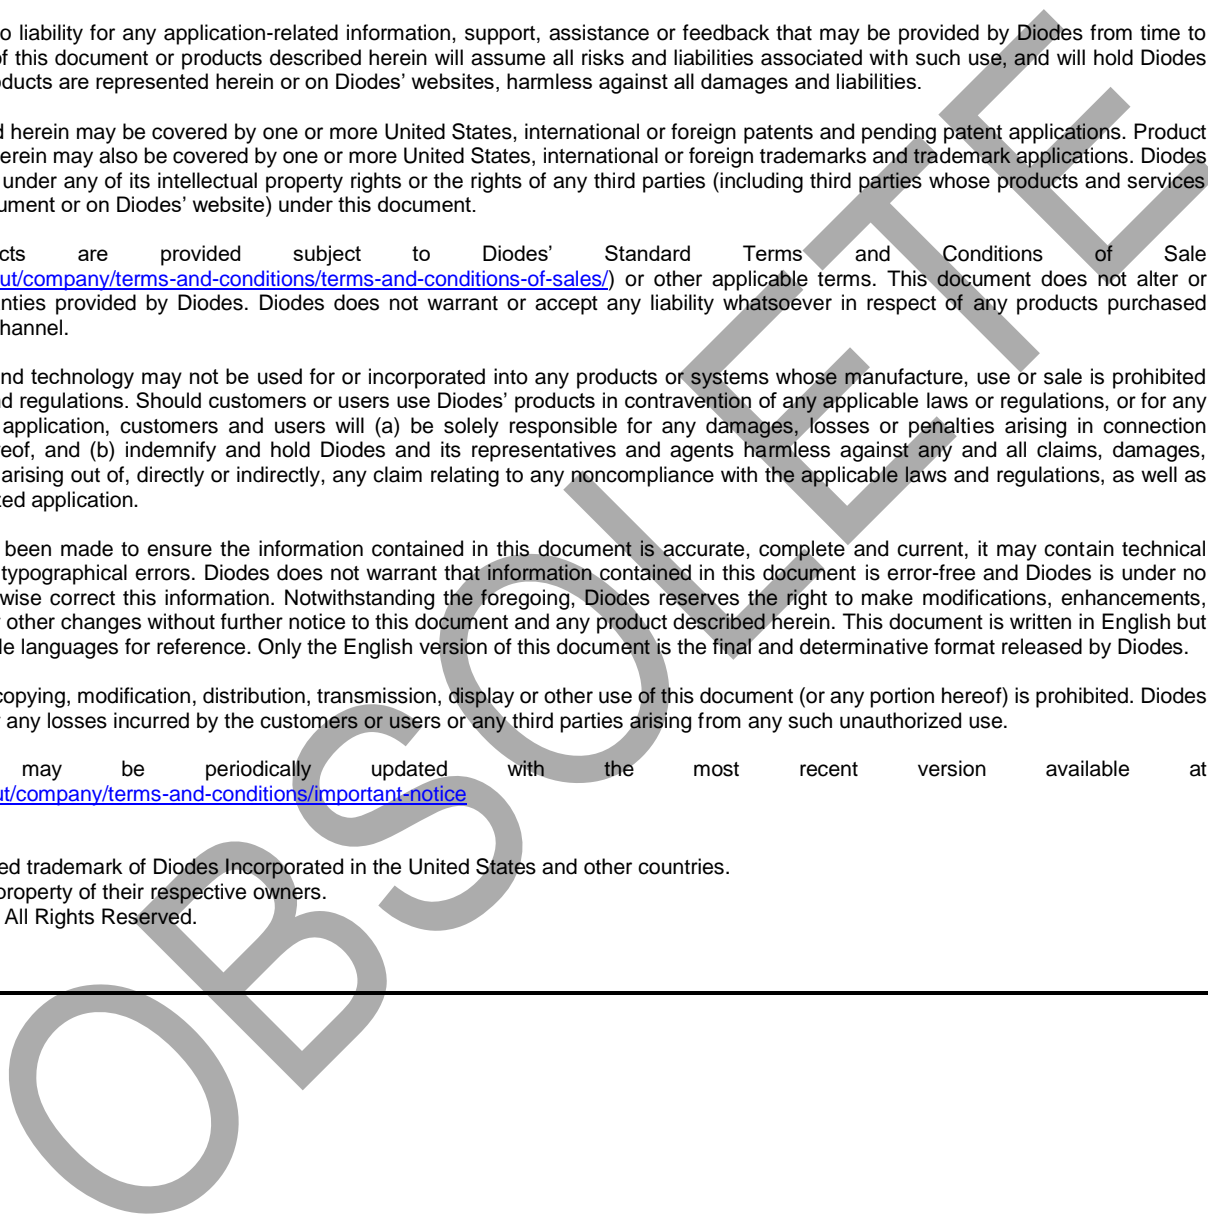 o liability for any application-related information, support, assistance or feedback that may be provided by Diodes from time to
of this document or products described herein will assume all risks and liabilities associated with such use, and will hold Diodes
oducts are represented herein or on Diodes' websites, harmless against all damages and liabilities.
d herein may be covered by one or more United States, international or foreign patents and pending patent applications. Product
erein may also be covered by one or more United States, international or foreign trademarks and trademark applications. Diodes
under any of its intellectual property rights or the rights of any third parties (including third parties whose products and services
ument or on Diodes' website) under this document.
cts are provided subject to Diodes' Standard Terms and Conditions of Sale
ut/company/terms-and-conditions/terms-and-conditions-of-sales/) or other applicable terms. This document does not alter or
nties provided by Diodes. Diodes does not warrant or accept any liability whatsoever in respect of any products purchased
hannel.
nd technology may not be used for or incorporated into any products or systems whose manufacture, use or sale is prohibited
nd regulations. Should customers or users use Diodes' products in contravention of any applicable laws or regulations, or for any
application, customers and users will (a) be solely responsible for any damages, losses or penalties arising in connection
reof, and (b) indemnify and hold Diodes and its representatives and agents harmless against any and all claims, damages,
arising out of, directly or indirectly, any claim relating to any noncompliance with the applicable laws and regulations, as well as
ted application.
been made to ensure the information contained in this document is accurate, complete and current, it may contain technical
typographical errors. Diodes does not warrant that information contained in this document is error-free and Diodes is under no
wise correct this information. Notwithstanding the foregoing, Diodes reserves the right to make modifications, enhancements,
r other changes without further notice to this document and any product described herein. This document is written in English but
le languages for reference. Only the English version of this document is the final and determinative format released by Diodes.
copying, modification, distribution, transmission, display or other use of this document (or any portion hereof) is prohibited. Diodes
r any losses incurred by the customers or users or any third parties arising from any such unauthorized use.
may be periodically updated with the most recent version available at
ut/company/terms-and-conditions/important-notice
ed trademark of Diodes Incorporated in the United States and other countries.
property of their respective owners.
All Rights Reserved.
OBSOLETE